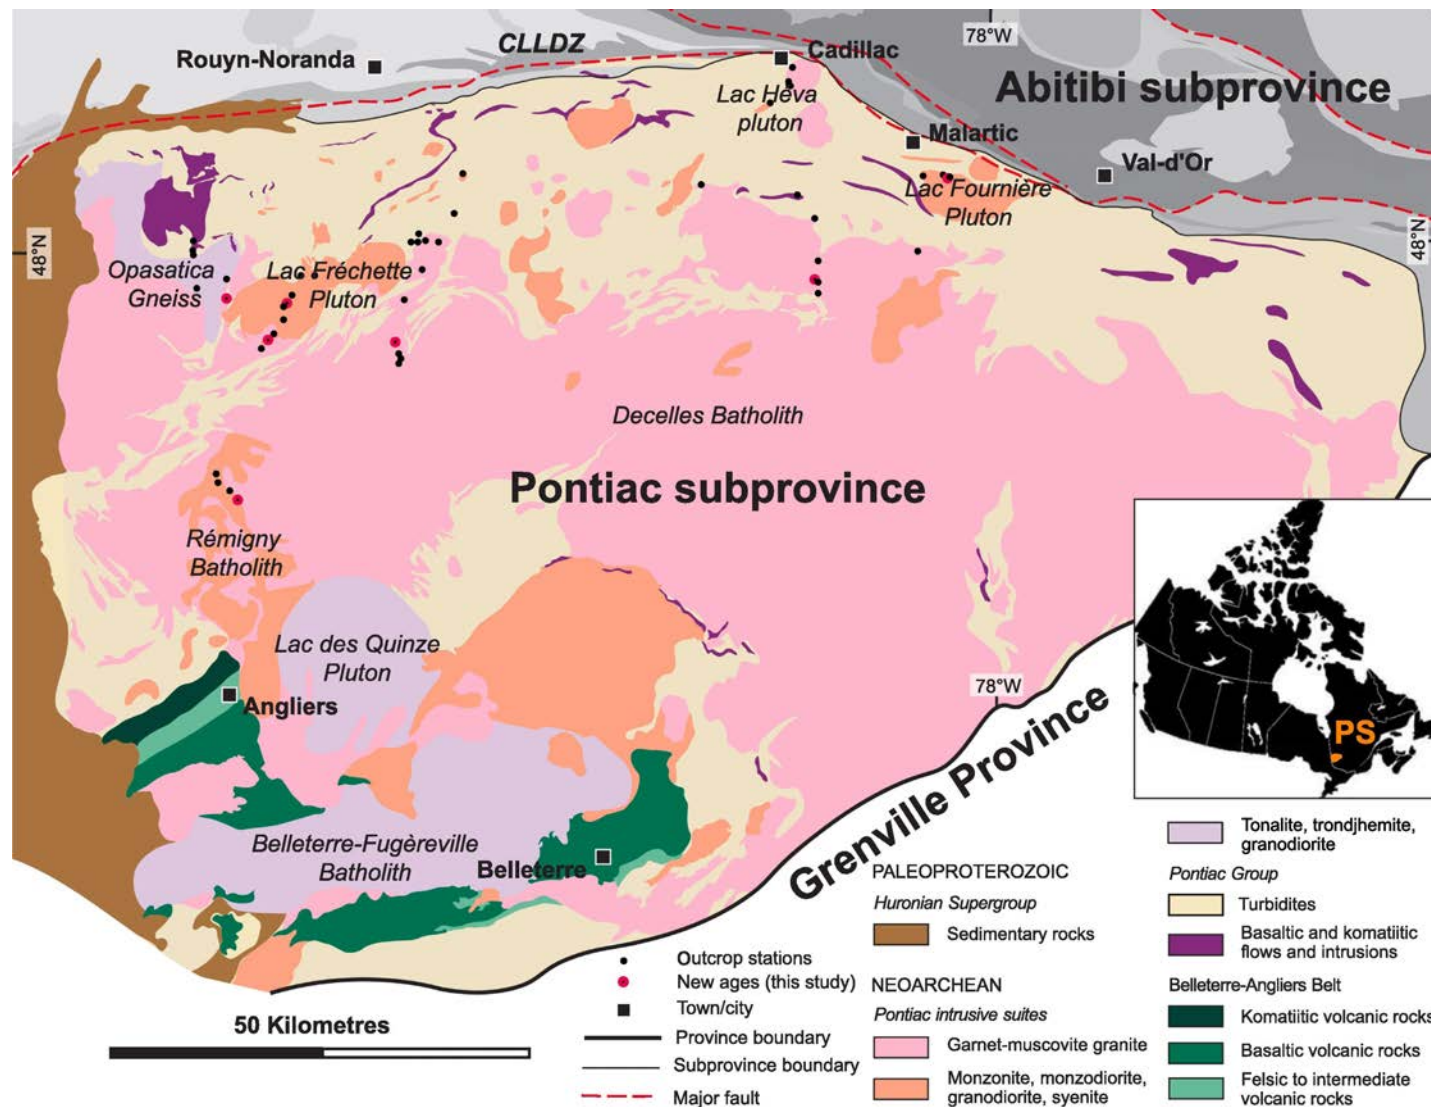 Rouyn-Noranda
CLLDZ
Cadillac
78°W
Abitibi subprovince
Lac Héva
pluton
Malartic
Val-d'Or
Lac Fournière
Pluton
48°N
48°N
Opasatica
Gneiss
Lac Fréchette
Pluton
Decelles Batholith
Pontiac subprovince
Rémigny
Batholith
Lac des Quinze
Pluton
Angliers
78°W
Grenville Province
PS
Belleterre-Fugèreville
Batholith
Belleterre
50 Kilometres
Outcrop stations
New ages (this study)
Town/city
Province boundary
Subprovince boundary
Major fault
PALEOPROTEROZOIC
Huronian Supergroup
Sedimentary rocks
NEOARCHEAN
Pontiac intrusive suites
Garnet-muscovite granite
Monzonite, monzodiorite,
granodiorite, syenite
Tonalite, trondjhemite,
granodiorite
Pontiac Group
Turbidites
Basaltic and komatiitic
flows and intrusions
Belleterre-Angliers Belt
Komatiitic volcanic rocks
Basaltic volcanic rocks
Felsic to intermediate
volcanic rocks